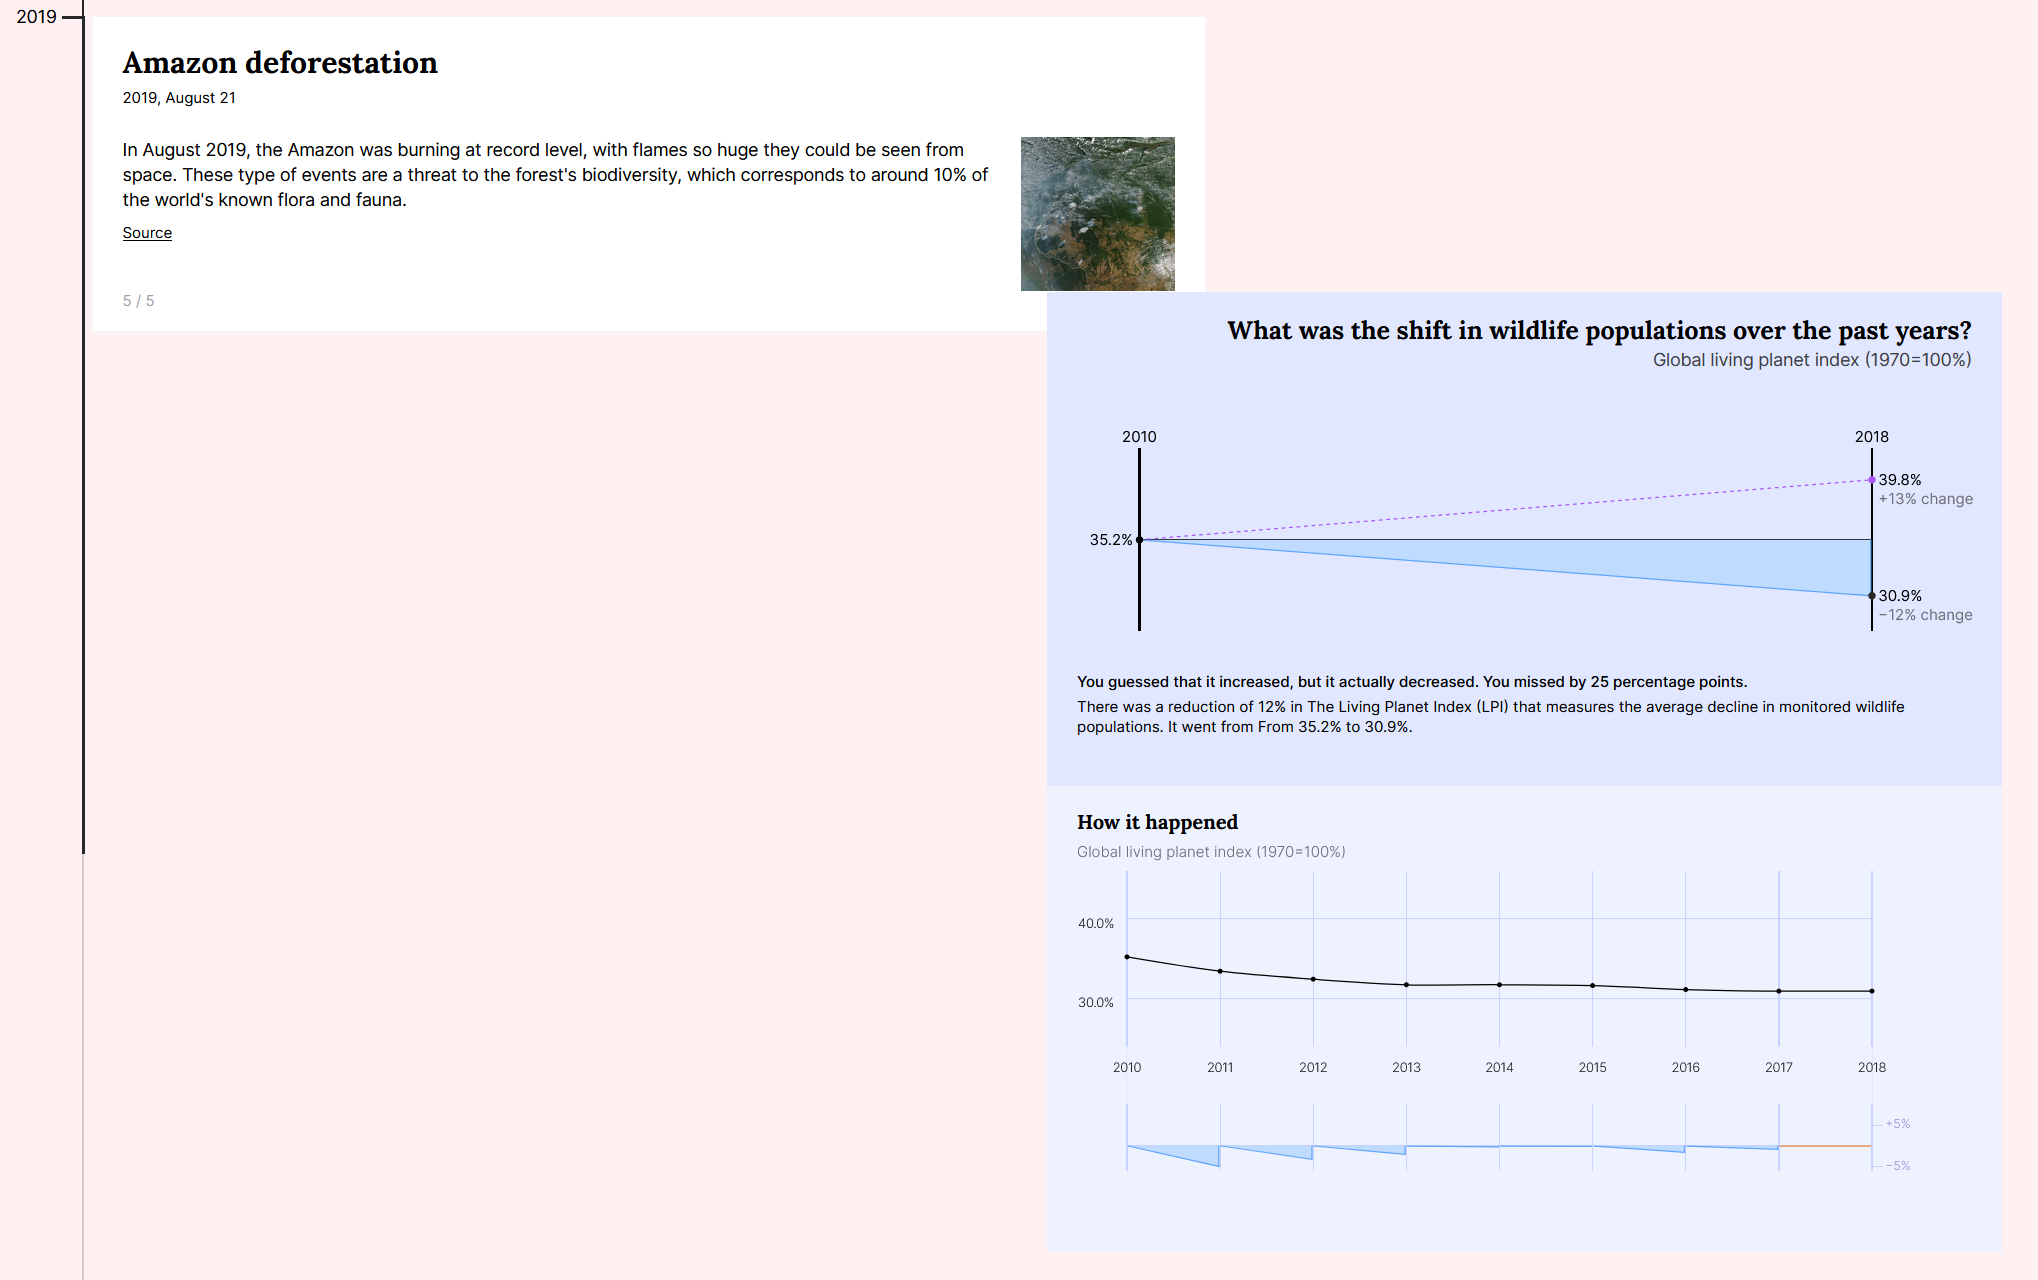 2019
Amazon deforestation
2019, August 21
In August 2019, the Amazon was burning at record level, with flames so huge they could be seen from
space. These type of events are a threat to the forest's biodiversity, which corresponds to around 10% of
the world's known flora and fauna.
Source
5 / 5
What was the shift in wildlife populations over the past years?
Global living planet index (1970=100%)
2010
2018
39.8%
+13% change
35.2%
30.9%
−12% change
You guessed that it increased, but it actually decreased. You missed by 25 percentage points.
There was a reduction of 12% in The Living Planet Index (LPI) that measures the average decline in monitored wildlife
populations. It went from From 35.2% to 30.9%.
How it happened
Global living planet index (1970=100%)
40.0%
30.0%
2010 2011 2012 2013 2014 2015 2016 2017 2018
+5%
−5%